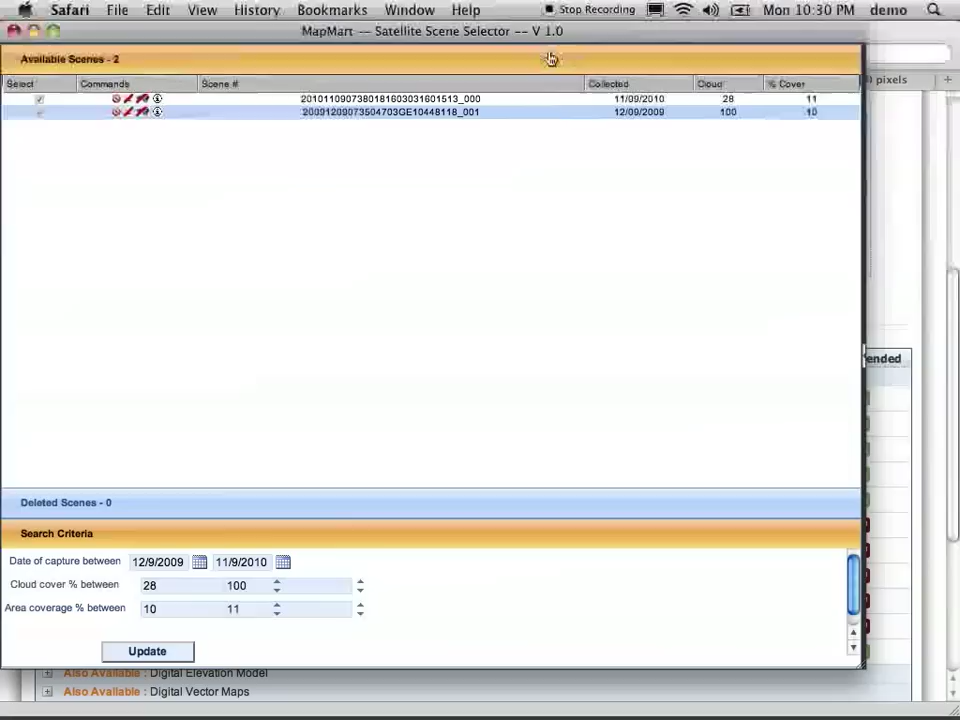 Safari File Edit View History Bookmarks Window Help Stop Recording Mon 10:30 PM demo
MapMart -- Satellite Scene Selector -- V 1.0
Available Scenes - 2
0 pixels
Select Commands Scene # Collected Cloud % Cover
2010110907380181603031601513_000 11/09/2010 28 11
20091209073504703GE10448118_001 12/09/2009 100 10
ended
Deleted Scenes - 0
Search Criteria
Date of capture between 12/9/2009 11/9/2010
Cloud cover % between 28 100
Area coverage % between 10 11
Update
Also Available : Digital Elevation Model
Also Available : Digital Vector Maps